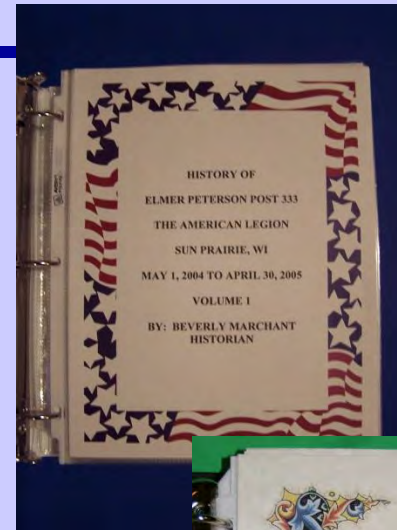 HISTORY OF
ELMER PETERSON POST 333
THE AMERICAN LEGION
SUN PRAIRIE, WI
MAY 1, 2004 TO APRIL 30, 2005
VOLUME 1
BY: BEVERLY MARCHANT
HISTORIAN